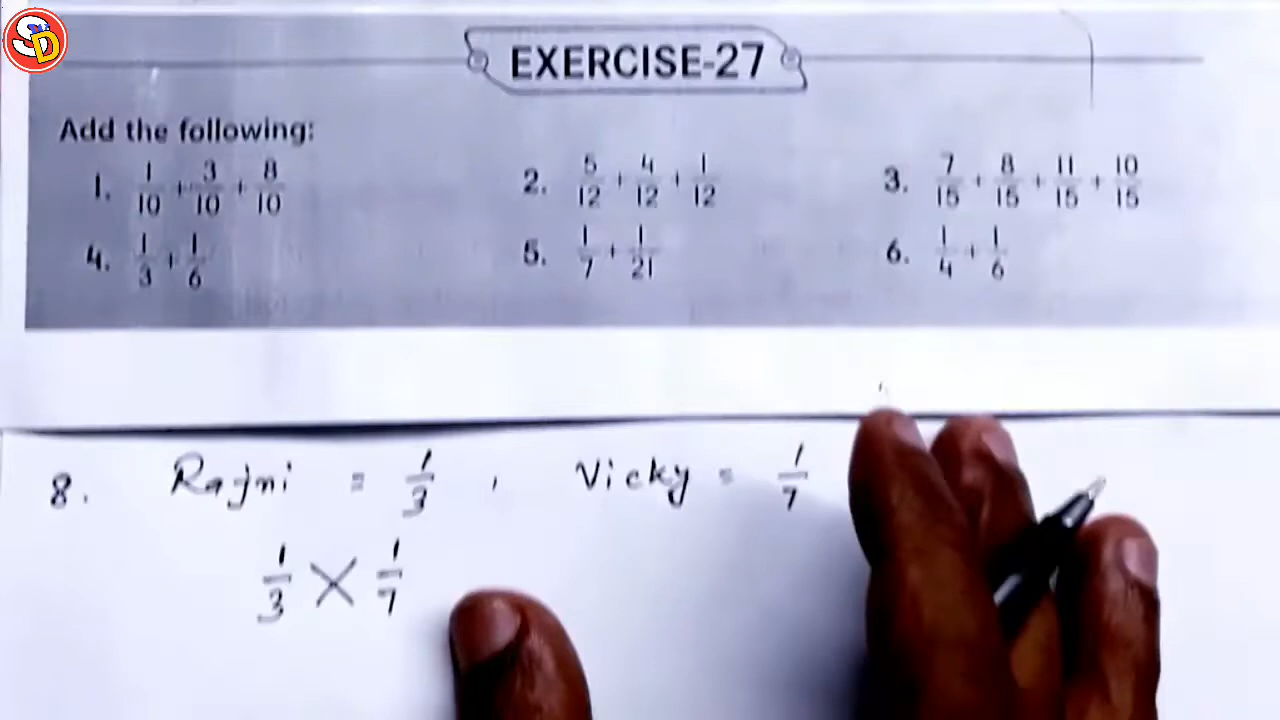 SD
EXERCISE-27
Add the following:
1. 1/10 + 3/10 + 8/10
2. 5/12 + 4/12 + 1/12
3. 7/15 + 8/15 + 11/15 + 10/15
4. 1/3 + 1/6
5. 1/7 + 1/21
6. 1/4 + 1/6
8. Rajni = 1/3 , Vicky = 1/7
1/3 × 1/7